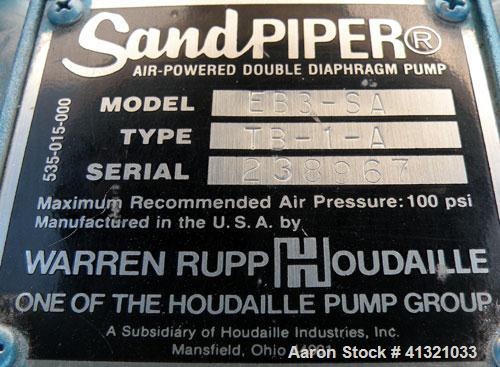 SandPIPER®
AIR-POWERED DOUBLE DIAPHRAGM PUMP
MODEL EB3-SA
TYPE TB-1-A
SERIAL 238967
535-015-000
Maximum Recommended Air Pressure: 100 psi
Manufactured in the U.S.A. by
WARREN RUPP HOUDAILLE
ONE OF THE HOUDAILLE PUMP GROUP
A Subsidiary of Houdaille Industries, Inc.
Mansfield, Ohio
Aaron Stock # 41321033